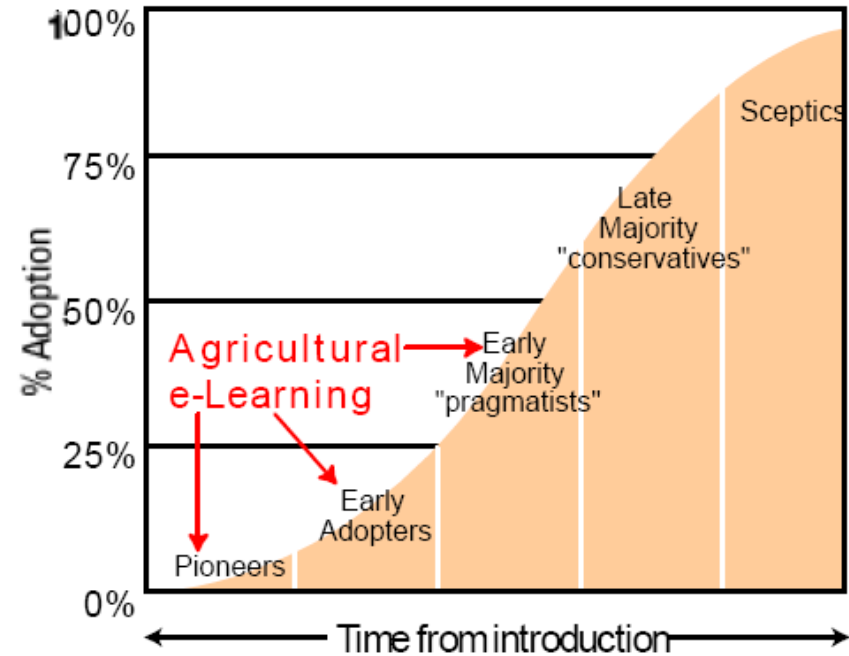 100%
Sceptics
75%
Late
Majority
"conservatives"
% Adoption
50%
Agricultural
e-Learning
Early
Majority
"pragmatists"
25%
Early
Adopters
Pioneers
0%
Time from introduction